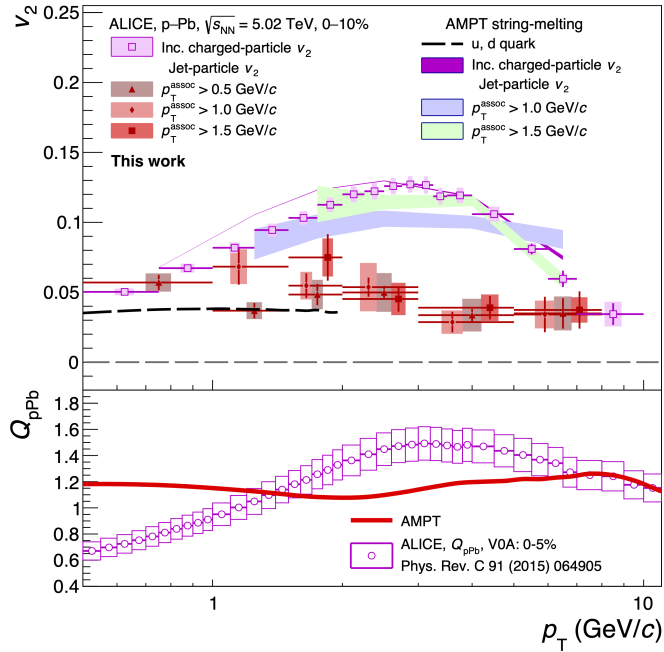 v₂
0.25
0.2
0.15
0.1
0.05
0
ALICE, p–Pb, √sNN = 5.02 TeV, 0–10%
Inc. charged-particle v₂
Jet-particle v₂
pTassoc > 0.5 GeV/c
pTassoc > 1.0 GeV/c
pTassoc > 1.5 GeV/c
This work
AMPT string-melting
u, d quark
Inc. charged-particle v₂
Jet-particle v₂
pTassoc > 1.0 GeV/c
pTassoc > 1.5 GeV/c
QpPb
1.8
1.6
1.4
1.2
1
0.8
0.6
0.4
AMPT
ALICE, QpPb, V0A: 0-5%
Phys. Rev. C 91 (2015) 064905
1
10
pT (GeV/c)